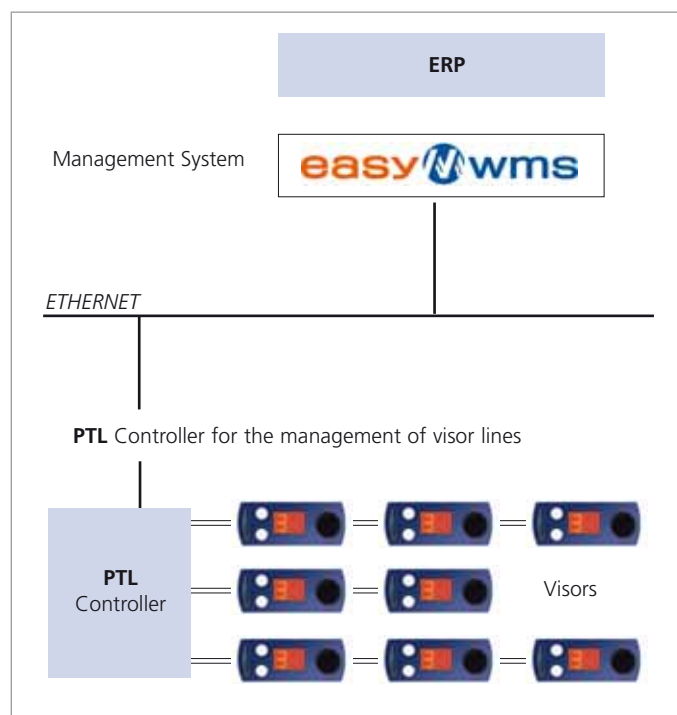 ERP
Management System
easy wms
ETHERNET
PTL Controller for the management of visor lines
PTL
Controller
Visors